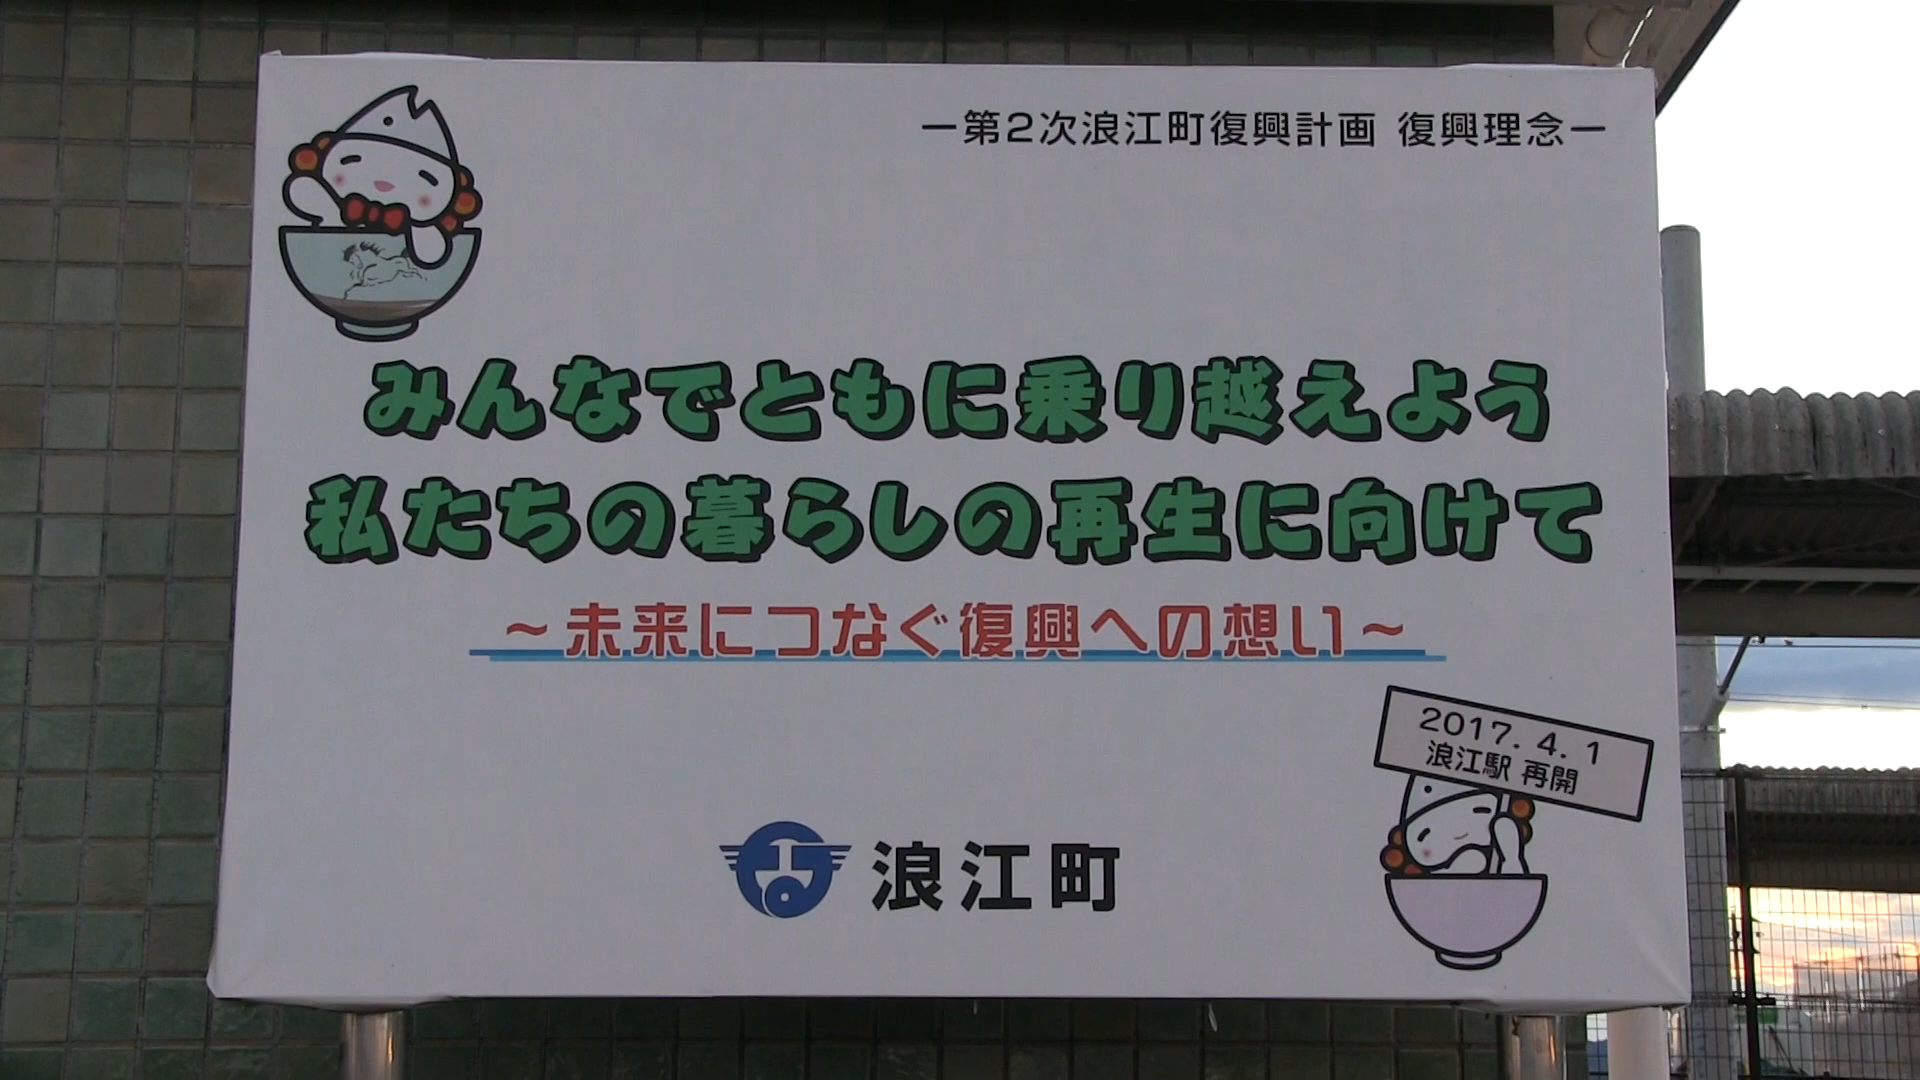 ー第2次浪江町復興計画 復興理念ー
みんなでともに乗り越えよう
私たちの暮らしの再生に向けて
～未来につなぐ復興への想い～
2017. 4. 1
浪江駅 再開
浪江町